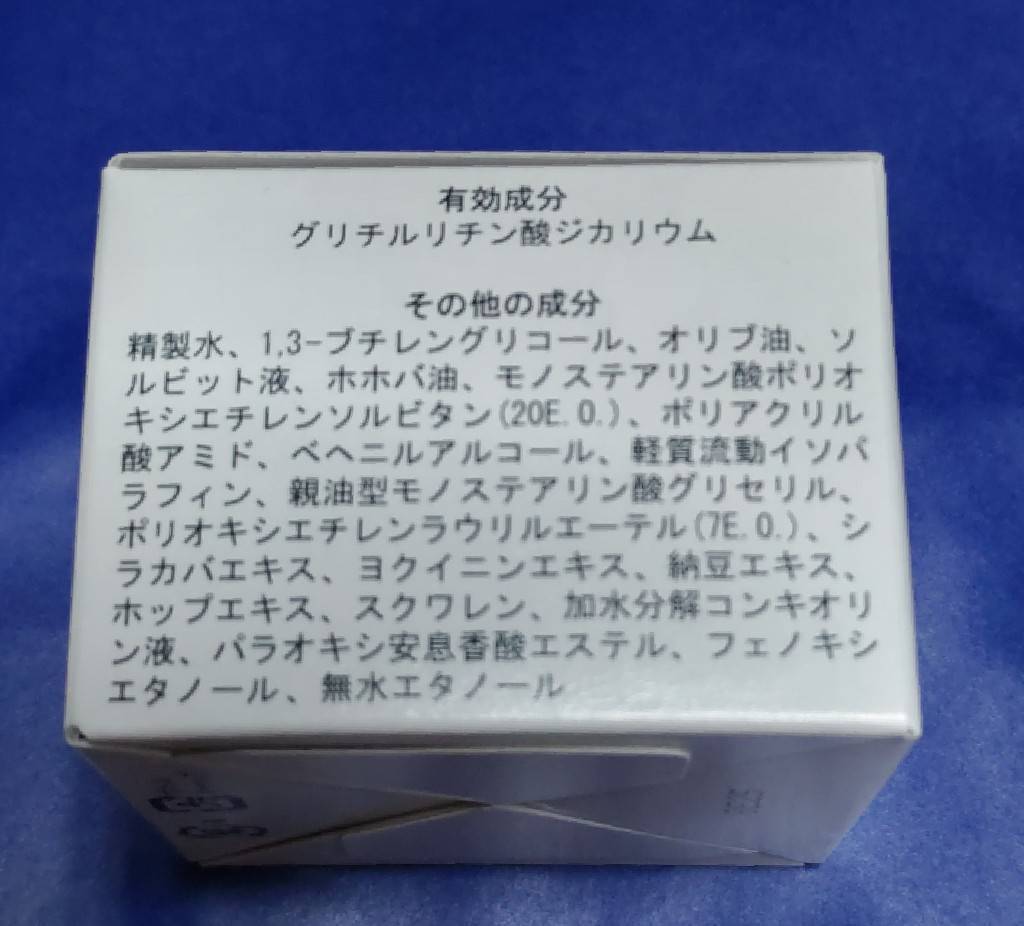 有効成分
グリチルリチン酸ジカリウム
その他の成分
精製水、1,3-ブチレングリコール、オリブ油、ソ
ルビット液、ホホバ油、モノステアリン酸ポリオ
キシエチレンソルビタン(20E.O.)、ポリアクリル
酸アミド、ベヘニルアルコール、軽質流動イソパ
ラフィン、親油型モノステアリン酸グリセリル、
ポリオキシエチレンラウリルエーテル(7E.O.)、シ
ラカバエキス、ヨクイニンエキス、納豆エキス、
ホップエキス、スクワレン、加水分解コンキオリ
ン液、パラオキシ安息香酸エステル、フェノキシ
エタノール、無水エタノール